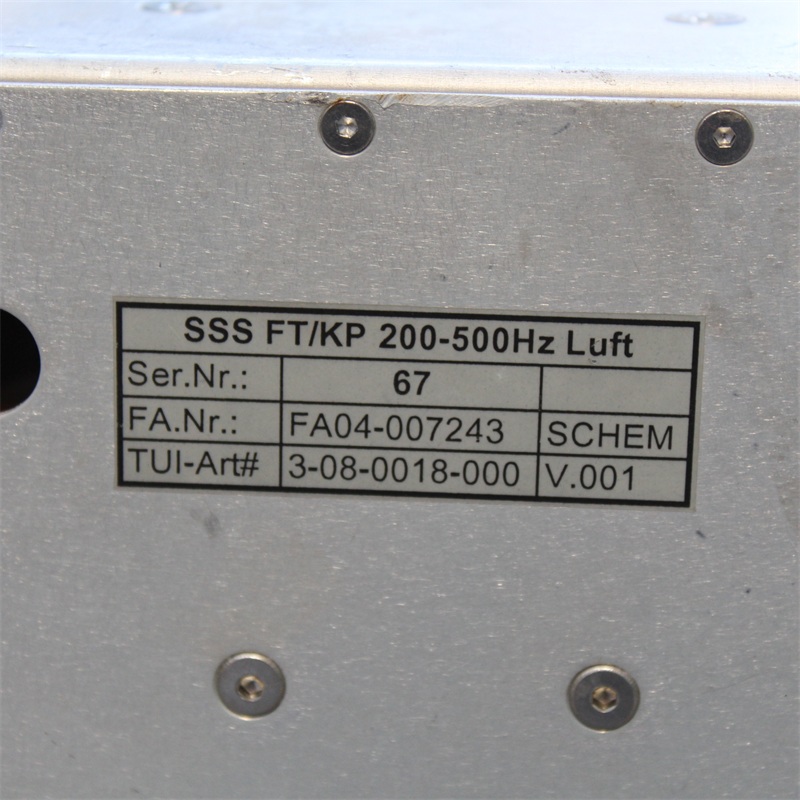 SSS FT/KP 200-500Hz Luft
Ser.Nr.: 67
FA.Nr.: FA04-007243 SCHEM
TUI-Art# 3-08-0018-000 V.001